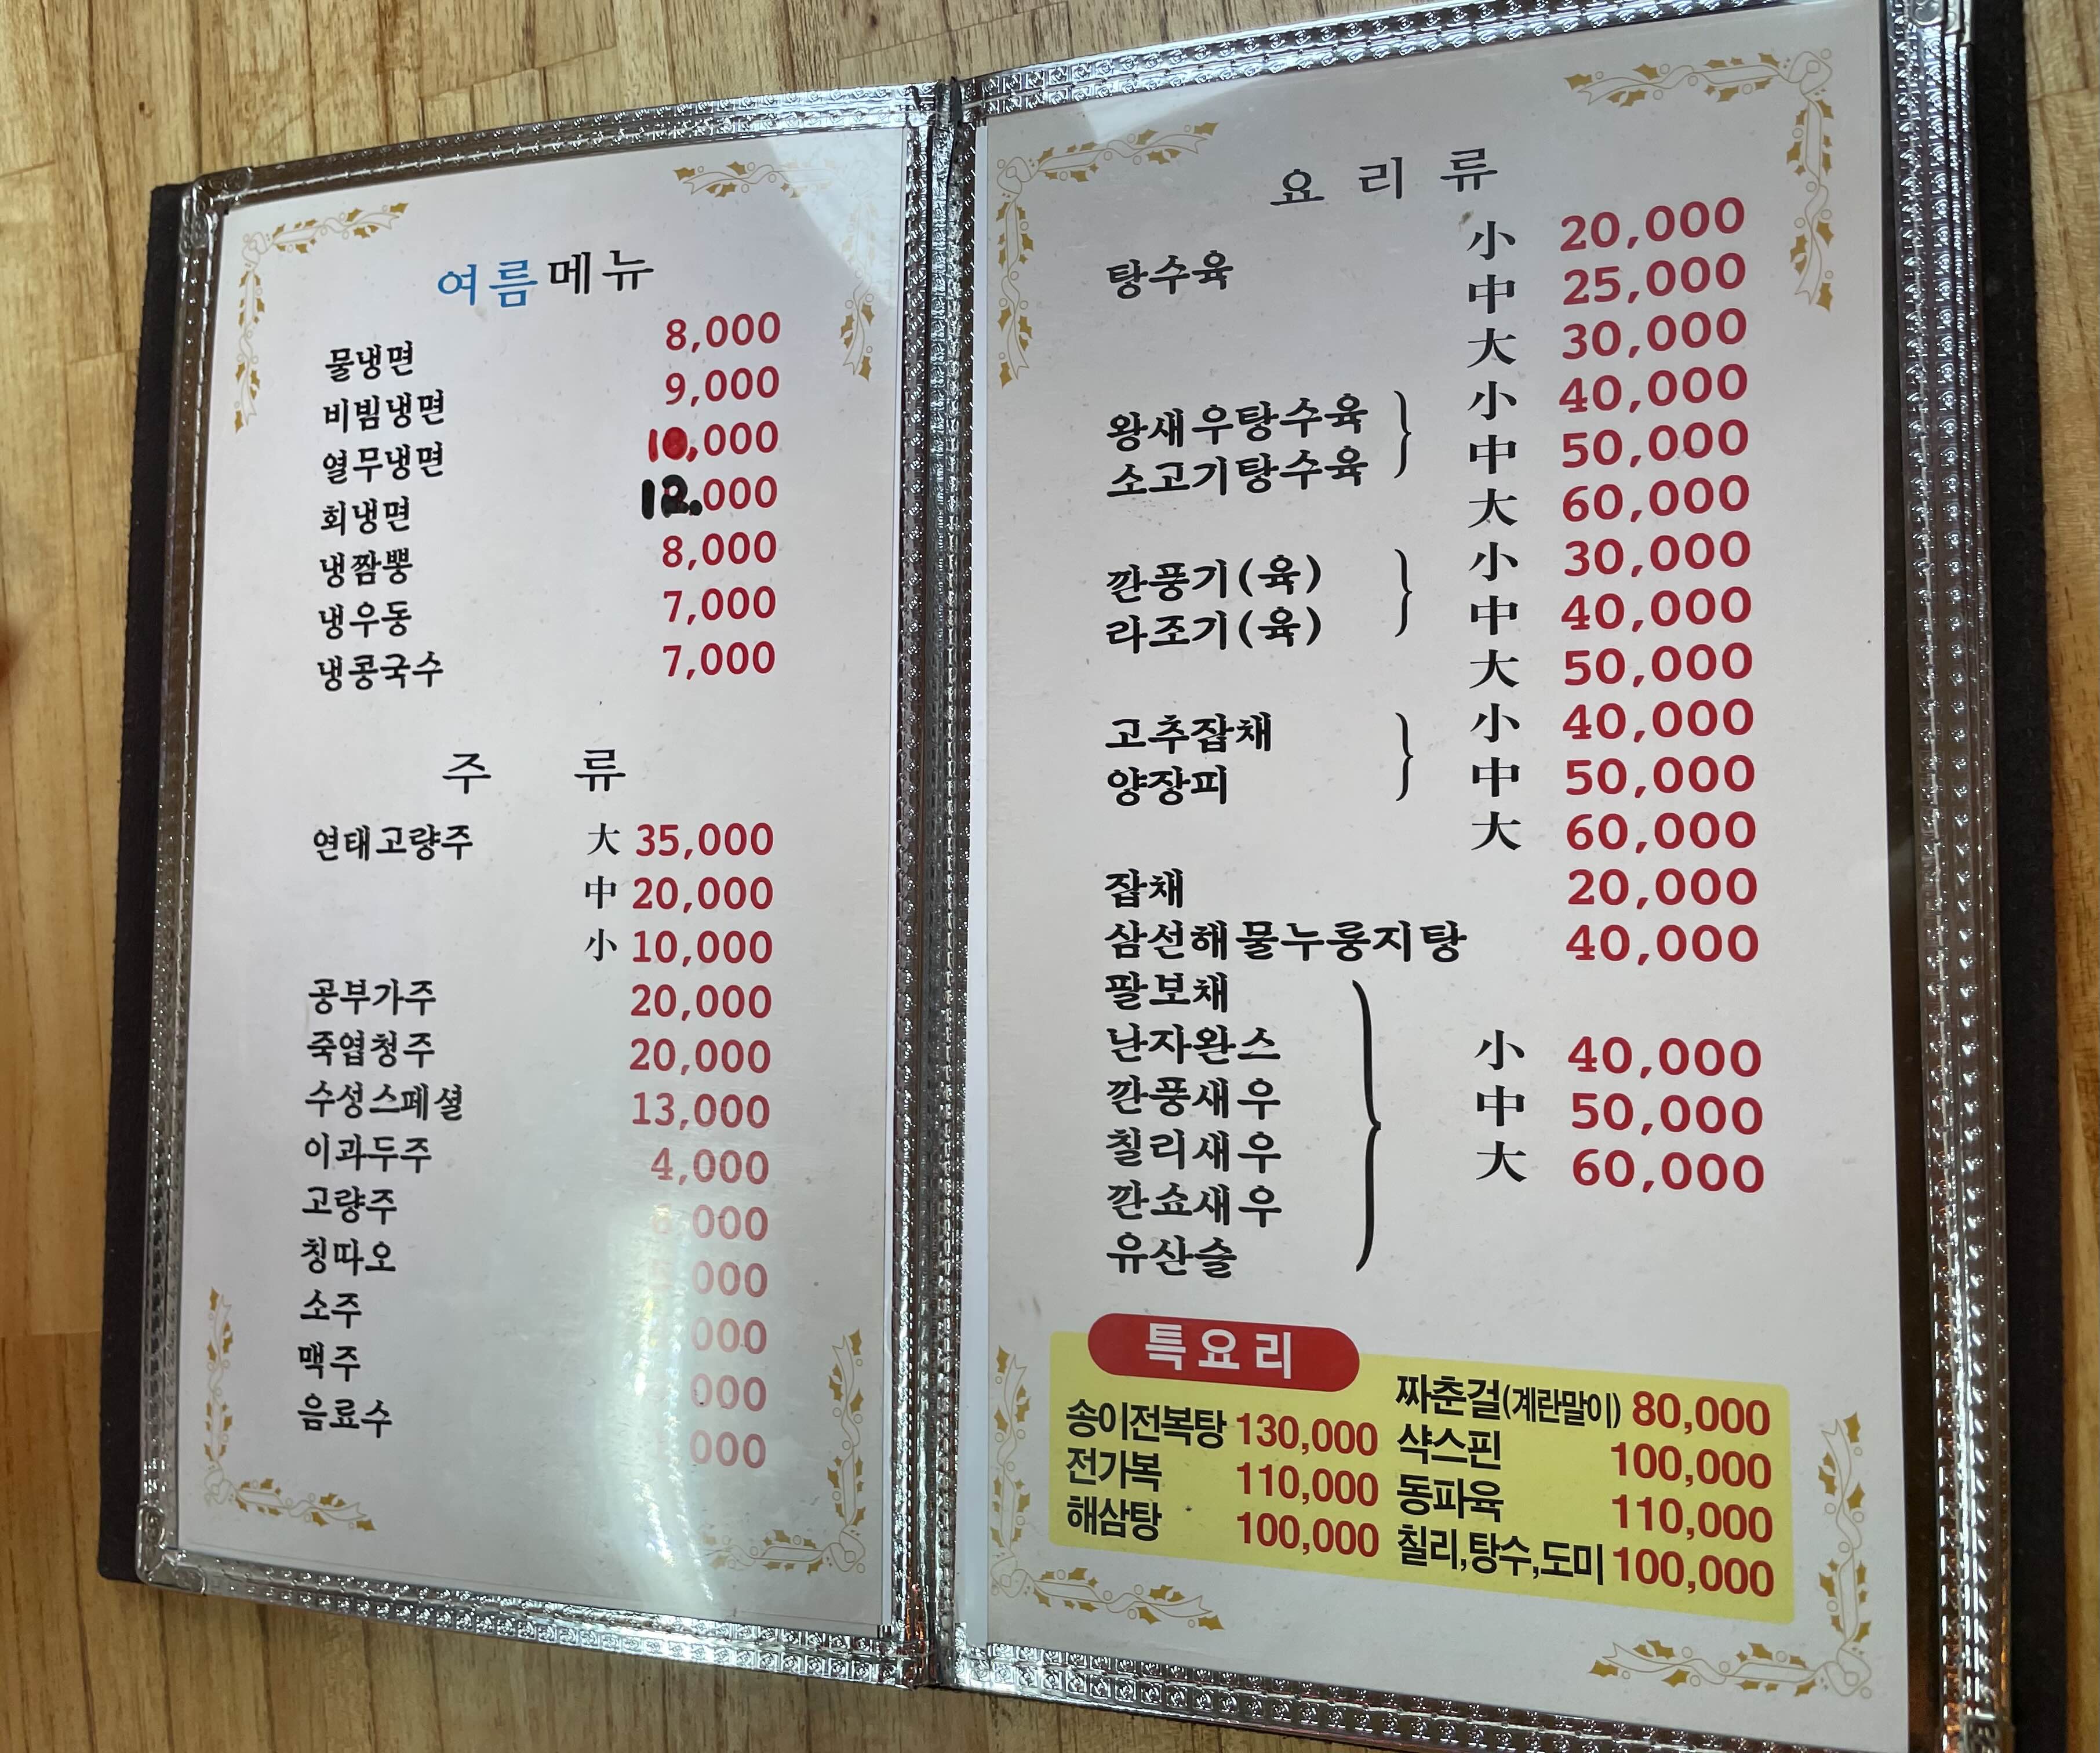 여름메뉴
물냉면 8,000
비빔냉면 9,000
열무냉면 10,000
회냉면 12,000
냉짬뽕 8,000
냉우동 7,000
냉콩국수 7,000
주 류
연태고량주 大 35,000
中 20,000
小 10,000
공부가주 20,000
죽엽청주 20,000
수성스페셜 13,000
이과두주 4,000
고량주
칭따오
소주
맥주
음료수
요 리 류
탕수육 小 20,000
中 25,000
大 30,000
왕새우탕수육 小 40,000
소고기탕수육 中 50,000
大 60,000
깐풍기(육) 小 30,000
라조기(육) 中 40,000
大 50,000
고추잡채 小 40,000
양장피 中 50,000
大 60,000
잡채 20,000
삼선해물누룽지탕 40,000
팔보채
난자완스 小 40,000
깐풍새우 中 50,000
칠리새우 大 60,000
깐쇼새우
유산슬
특요리
송이전복탕 130,000
전가복 110,000
해삼탕 100,000
짜춘걸(계란말이) 80,000
샥스핀 100,000
동파육 110,000
칠리,탕수,도미 100,000